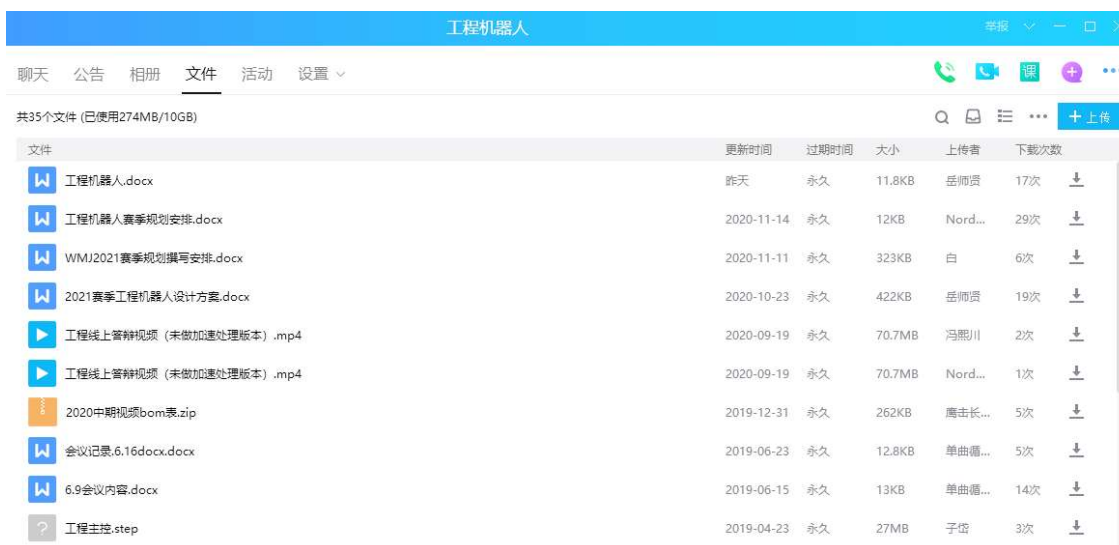 工程机器人 举报
聊天 公告 相册 文件 活动 设置 课
共35个文件 (已使用274MB/10GB) 上传
文件 更新时间 过期时间 大小 上传者 下载次数
工程机器人.docx 昨天 永久 11.8KB 岳师贤 17次
工程机器人赛季规划安排.docx 2020-11-14 永久 12KB Nord... 29次
WMJ2021赛季规划撰写安排.docx 2020-11-11 永久 323KB 白 6次
2021赛季工程机器人设计方案.docx 2020-10-23 永久 422KB 岳师贤 19次
工程线上答辩视频（未做加速处理版本）.mp4 2020-09-19 永久 70.7MB 冯熙川 2次
工程线上答辩视频（未做加速处理版本）.mp4 2020-09-19 永久 70.7MB Nord... 1次
2020中期视频bom表.zip 2019-12-31 永久 262KB 鹰击长... 5次
会议记录,6.16docx.docx 2019-06-23 永久 12.8KB 单曲循... 5次
6.9会议内容.docx 2019-06-15 永久 13KB 单曲循... 14次
工程主控.step 2019-04-23 永久 27MB 子岱 3次